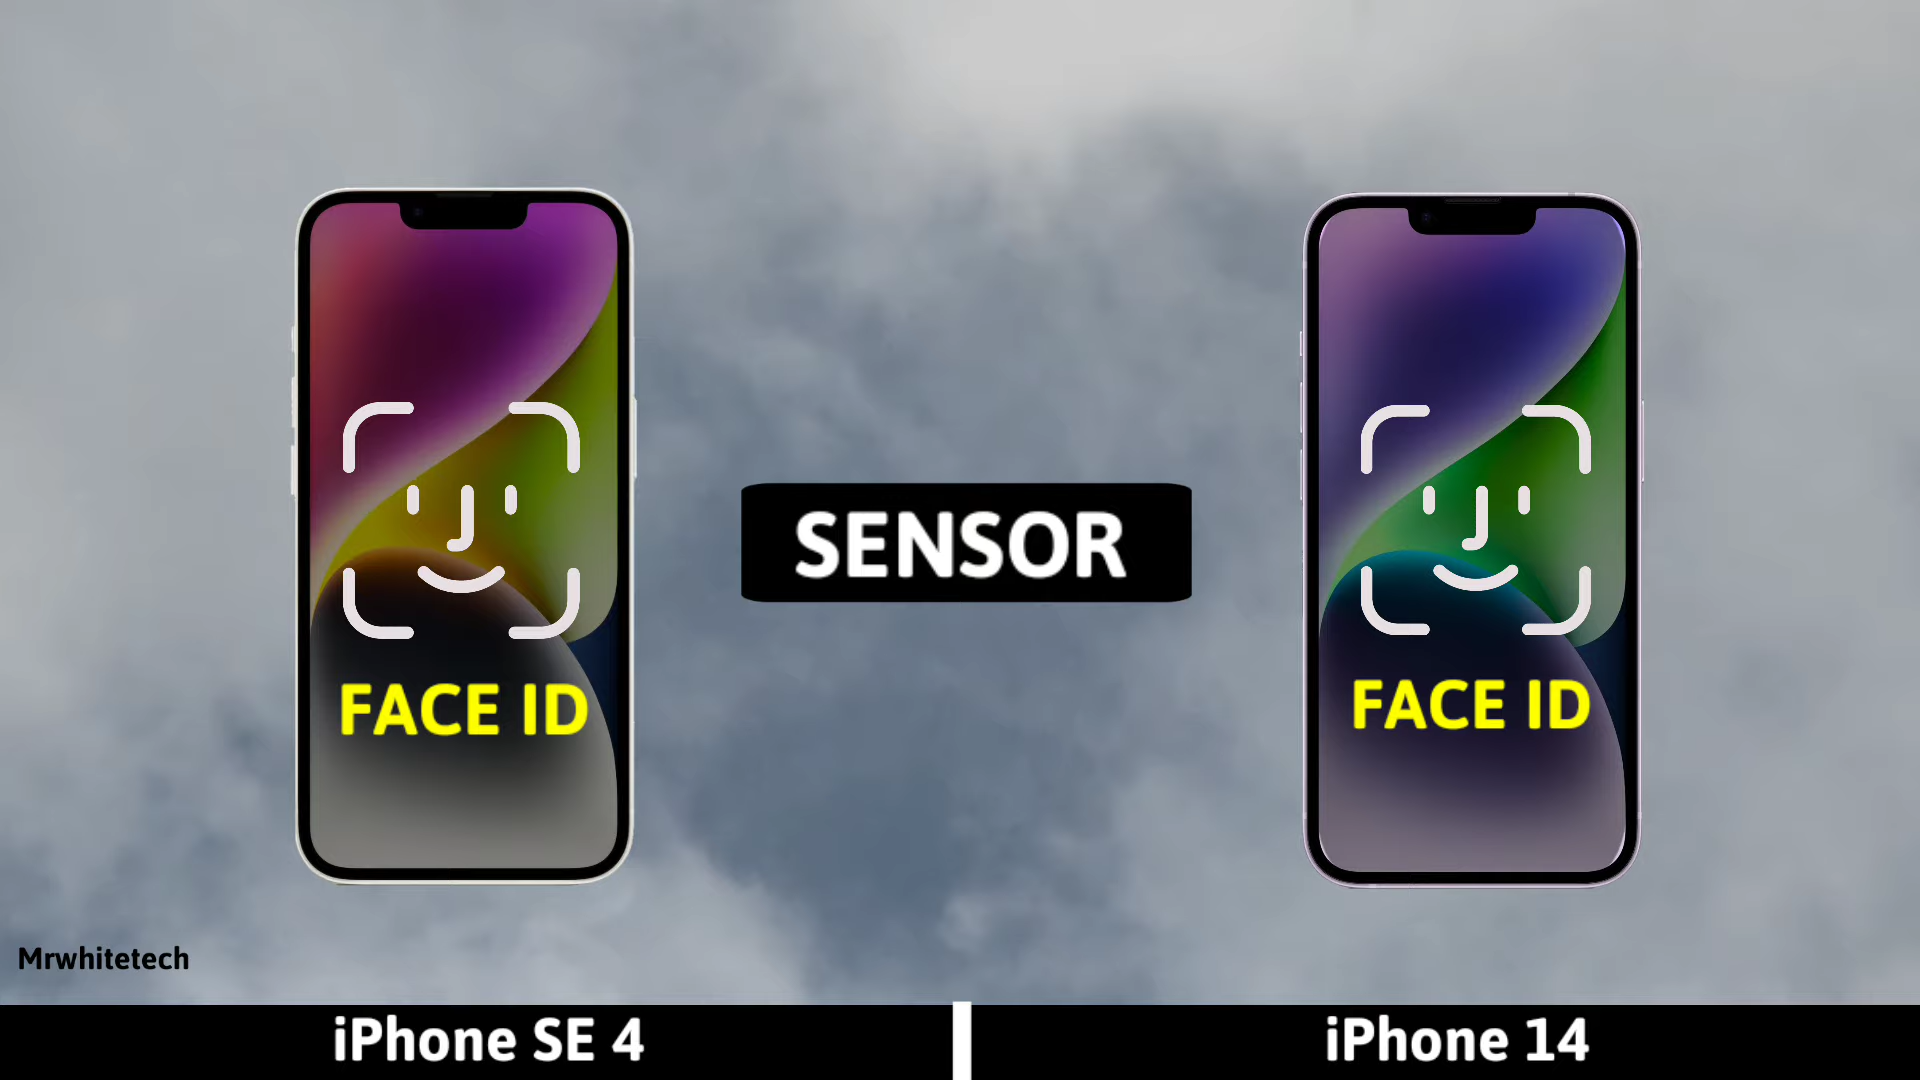 SENSOR
FACE ID
FACE ID
Mrwhitetech
iPhone SE 4
iPhone 14